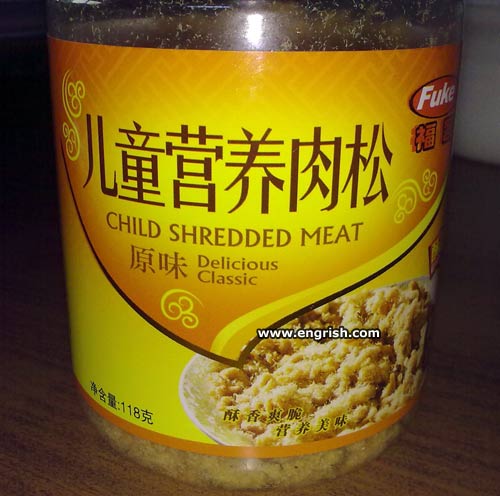 Fuke
福
儿童营养肉松
CHILD SHREDDED MEAT
原味 Delicious
Classic
www.engrish.com
酥香爽脆
营养美味
净含量:118克